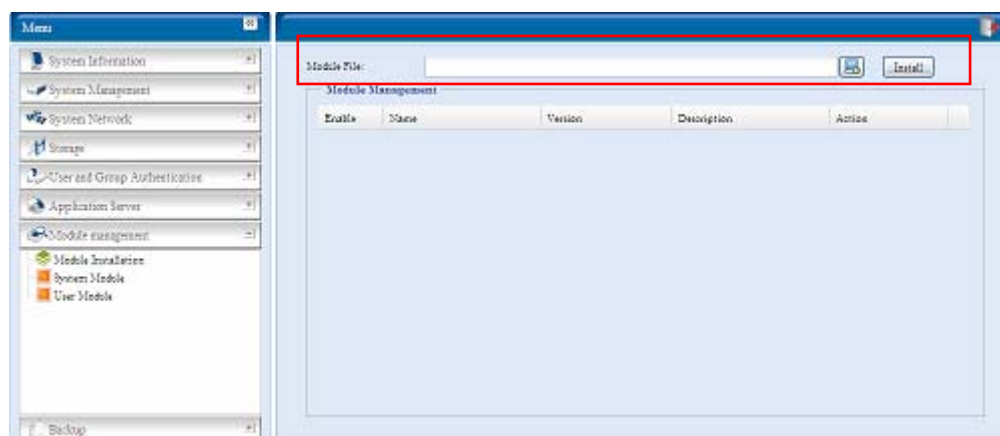 Menu
System Information
System Management
System Network
Storage
User and Group Authentication
Application Server
Module management
Module Installation
System Module
User Module
Backup
Module File:
Install
Module Management
Enable Name Version Description Action